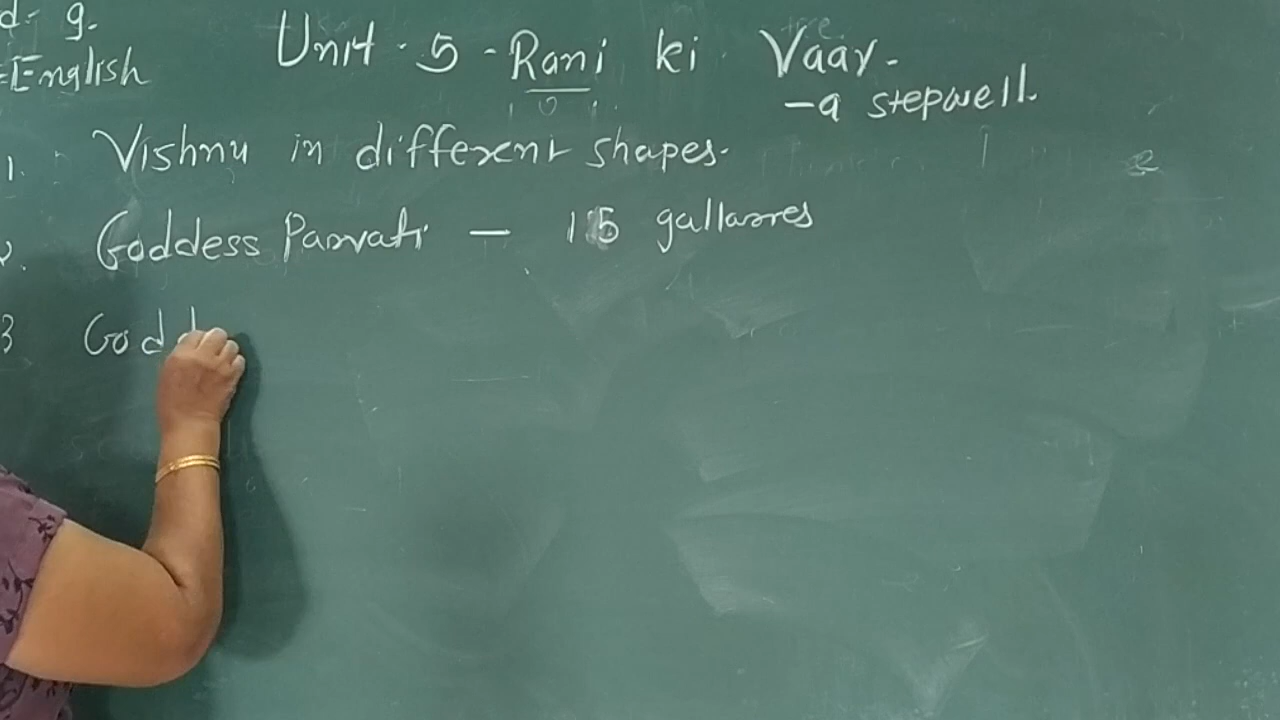 d- 9.
English
Unit - 5 - Rani ki Vaav.
- a stepwell.
1. Vishnu in different shapes.
2. Goddess Parvati — 15 gallaries
3 Godd